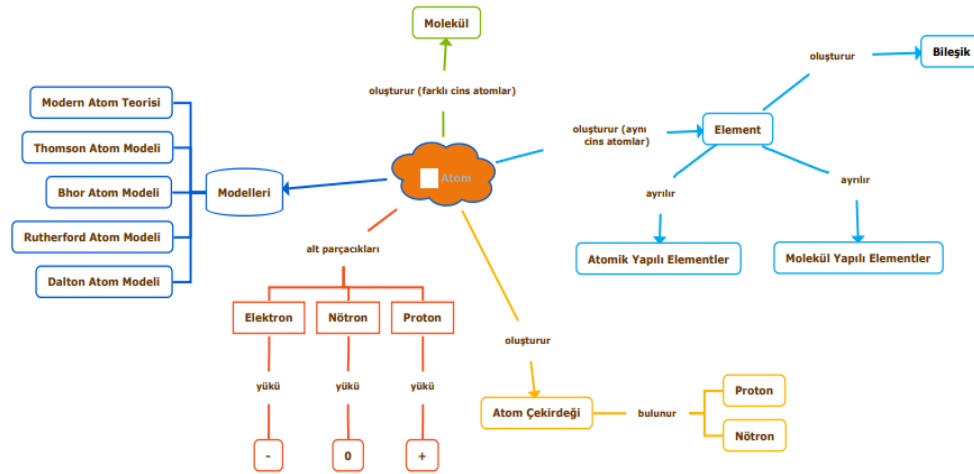 Molekül
oluşturur (farklı cins atomlar)
Atom
Modelleri
Modern Atom Teorisi
Thomson Atom Modeli
Bhor Atom Modeli
Rutherford Atom Modeli
Dalton Atom Modeli
oluşturur (aynı
cins atomlar)
Element
oluşturur
Bileşik
ayrılır
ayrılır
Atomik Yapılı Elementler
Molekül Yapılı Elementler
alt parçacıkları
Elektron
Nötron
Proton
yükü
yükü
yükü
-
0
+
oluşturur
Atom Çekirdeği
bulunur
Proton
Nötron